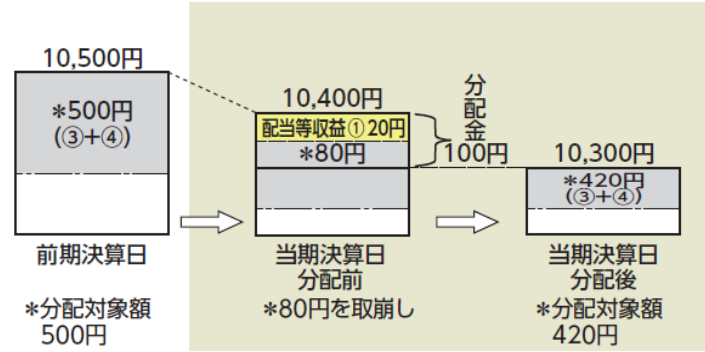 10,500円
*500円
(③+④)
前期決算日
*分配対象額
500円
10,400円
配当等収益①20円
*80円
分配金
100円
当期決算日
分配前
*80円を取崩し
10,300円
*420円
(③+④)
当期決算日
分配後
*分配対象額
420円